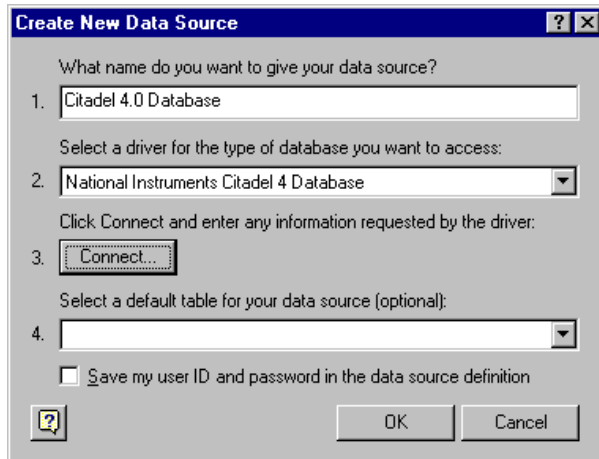 Create New Data Source
What name do you want to give your data source?
1. Citadel 4.0 Database
Select a driver for the type of database you want to access:
2. National Instruments Citadel 4 Database
Click Connect and enter any information requested by the driver:
3. Connect...
Select a default table for your data source (optional):
4.
Save my user ID and password in the data source definition
OK Cancel